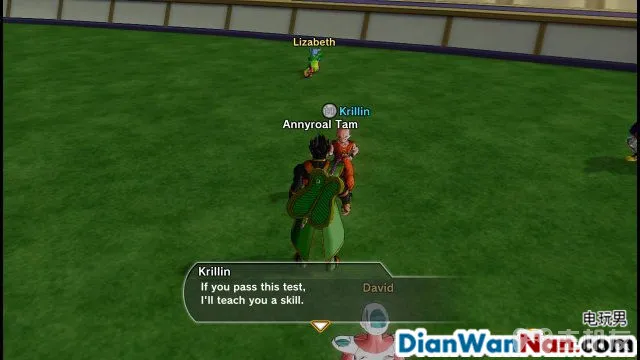 Lizabeth
Krillin
Annyroal Tam
Krillin
If you pass this test,
I'll teach you a skill.
David
电玩男
DianWanNan.com